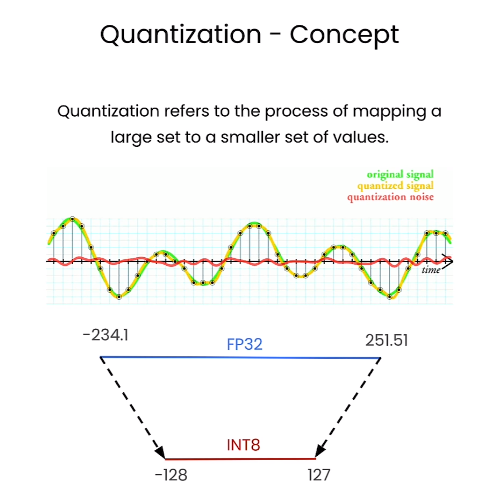 Quantization - Concept
Quantization refers to the process of mapping a
large set to a smaller set of values.
original signal
quantized signal
quantization noise
time
-234.1
FP32
251.51
INT8
-128
127